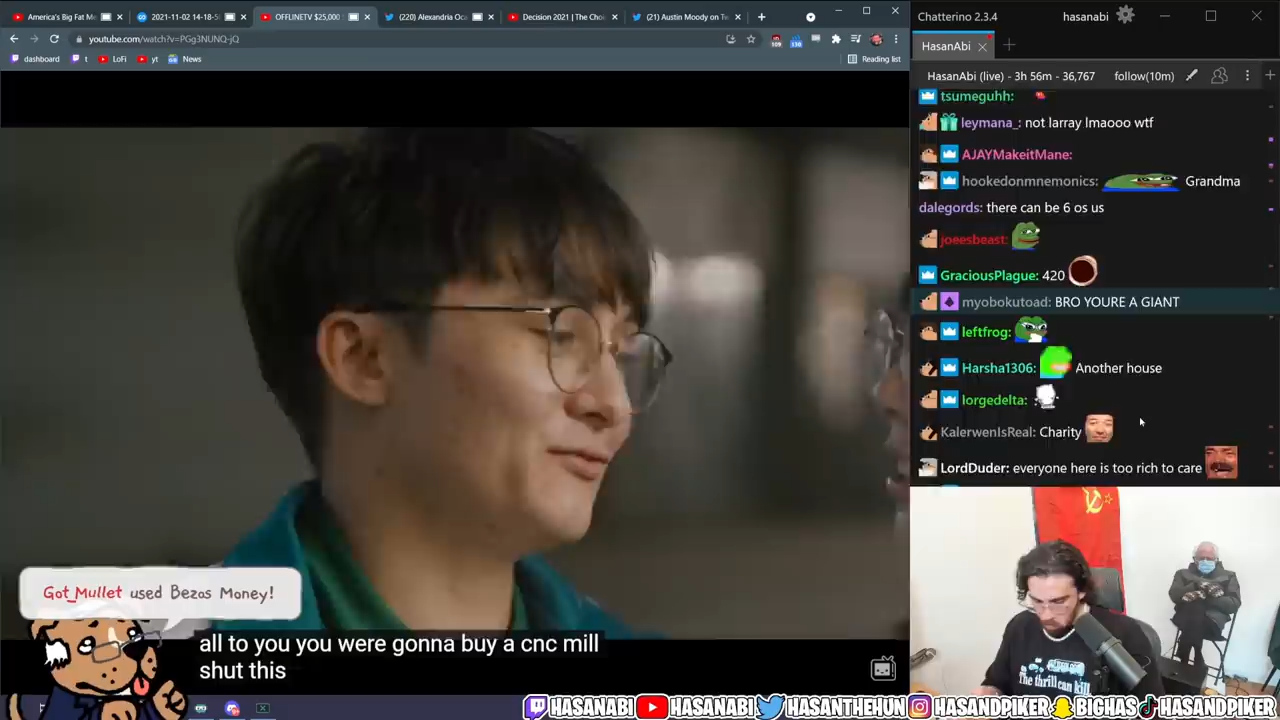 America's Big Fat M
2021-11-02 14-18-5
OFFLINETV $25,000
(220) Alexandria Oc
Decision 2021 | The Cho
(21) Austin Moody on Tw
youtube.com/watch?v=PGg3NUNQ-jQ
109
130
dashboard
t
LoFi
yt
News
Reading list
Got_Mullet used Bezos Money!
all to you you were gonna buy a cnc mill
shut this
Chatterino 2.3.4
hasanabi
HasanAbi
HasanAbi (live) - 3h 56m - 36,767
follow(10m)
tsumeguhh:
leymana_: not larray lmaooo wtf
AJAYMakeitMane:
hookedonmnemonics: Grandma
dalegords: there can be 6 os us
joeesbeast:
GraciousPlague: 420
myobokutoad: BRO YOURE A GIANT
leftfrog:
Harsha1306: Another house
lorgedelta:
KalerwenIsReal: Charity
LordDuder: everyone here is too rich to care
The thrill can kill
HASANABI
HASANABI
HASANTHEHUN
HASANDPIKER
BIGHAS
HASANDPIKER